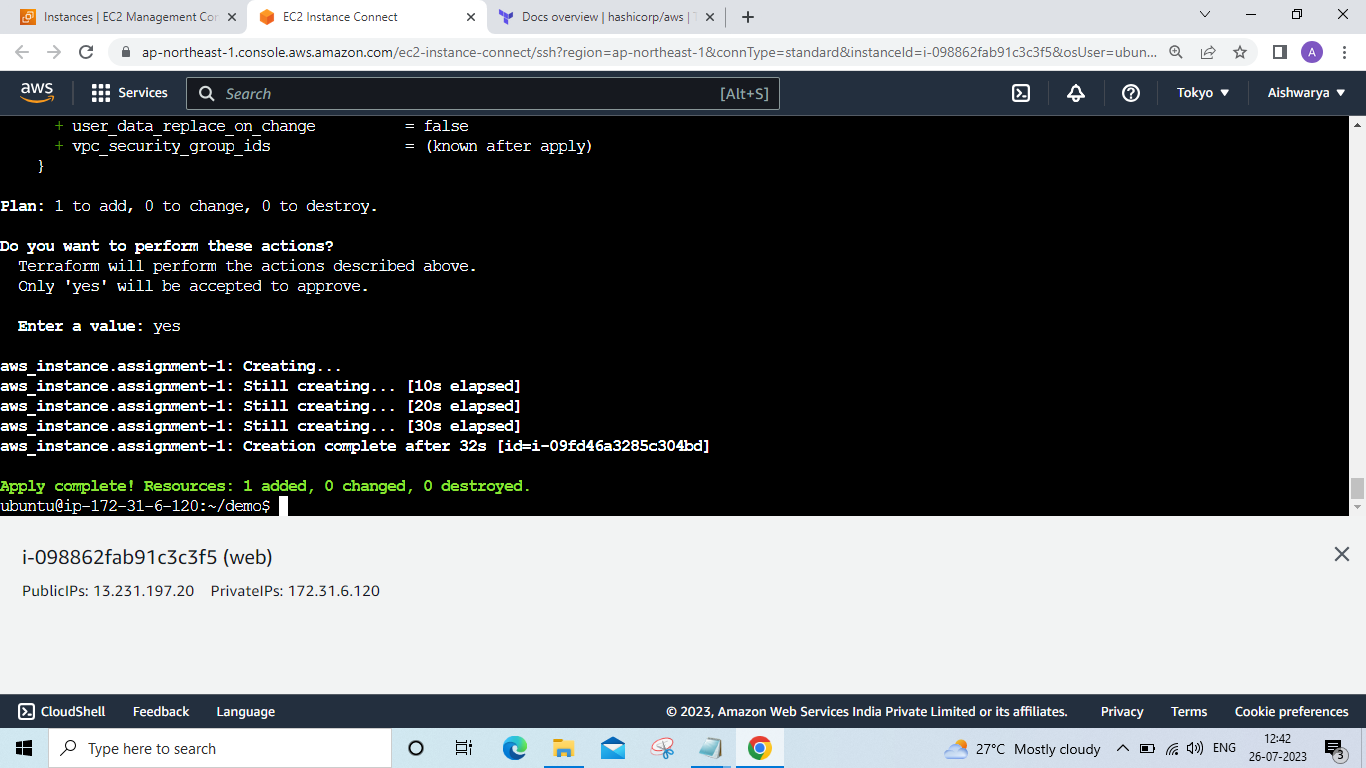 Instances | EC2 Management Con
EC2 Instance Connect
Docs overview | hashicorp/aws | T
ap-northeast-1.console.aws.amazon.com/ec2-instance-connect/ssh?region=ap-northeast-1&connType=standard&instanceId=i-098862fab91c3c3f5&osUser=ubun...
A
aws
Services
Search
[Alt+S]
Tokyo
Aishwarya
+ user_data_replace_on_change = false
+ vpc_security_group_ids = (known after apply)
}
Plan: 1 to add, 0 to change, 0 to destroy.
Do you want to perform these actions?
Terraform will perform the actions described above.
Only 'yes' will be accepted to approve.
Enter a value: yes
aws_instance.assignment-1: Creating...
aws_instance.assignment-1: Still creating... [10s elapsed]
aws_instance.assignment-1: Still creating... [20s elapsed]
aws_instance.assignment-1: Still creating... [30s elapsed]
aws_instance.assignment-1: Creation complete after 32s [id=i-09fd46a3285c304bd]
Apply complete! Resources: 1 added, 0 changed, 0 destroyed.
ubuntu@ip-172-31-6-120:~/demo$
i-098862fab91c3c3f5 (web)
PublicIPs: 13.231.197.20 PrivateIPs: 172.31.6.120
CloudShell Feedback Language
© 2023, Amazon Web Services India Private Limited or its affiliates. Privacy Terms Cookie preferences
Type here to search
27°C Mostly cloudy
ENG
12:42
26-07-2023
3